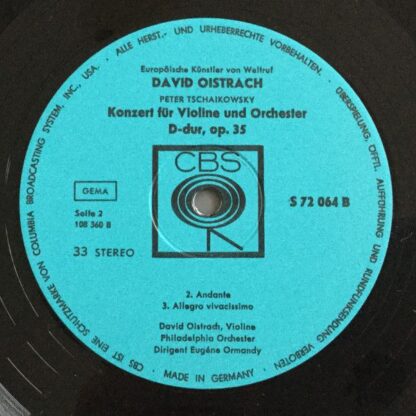 ALLE HERST.- UND URHEBERRECHTE VORBEHALTEN. · ÜBERSPIELUNG, ÖFFTL. AUFFÜHRUNG UND RUNDFUNKSENDUNG VERBOTEN
CBS IST EINE SCHUTZMARKE VON COLUMBIA BROADCASTING SYSTEM, INC., USA.
Europäische Künstler von Weltruf
DAVID OISTRACH
PETER TSCHAIKOWSKY
Konzert für Violine und Orchester
D-dur, op. 35
CBS
GEMA
S 72 064 B
Seite 2
108 360 B
33 STEREO
2. Andante
3. Allegro vivacissimo
David Oistrach, Violine
Philadelphia Orchester
Dirigent Eugéne Ormandy
· MADE IN GERMANY ·